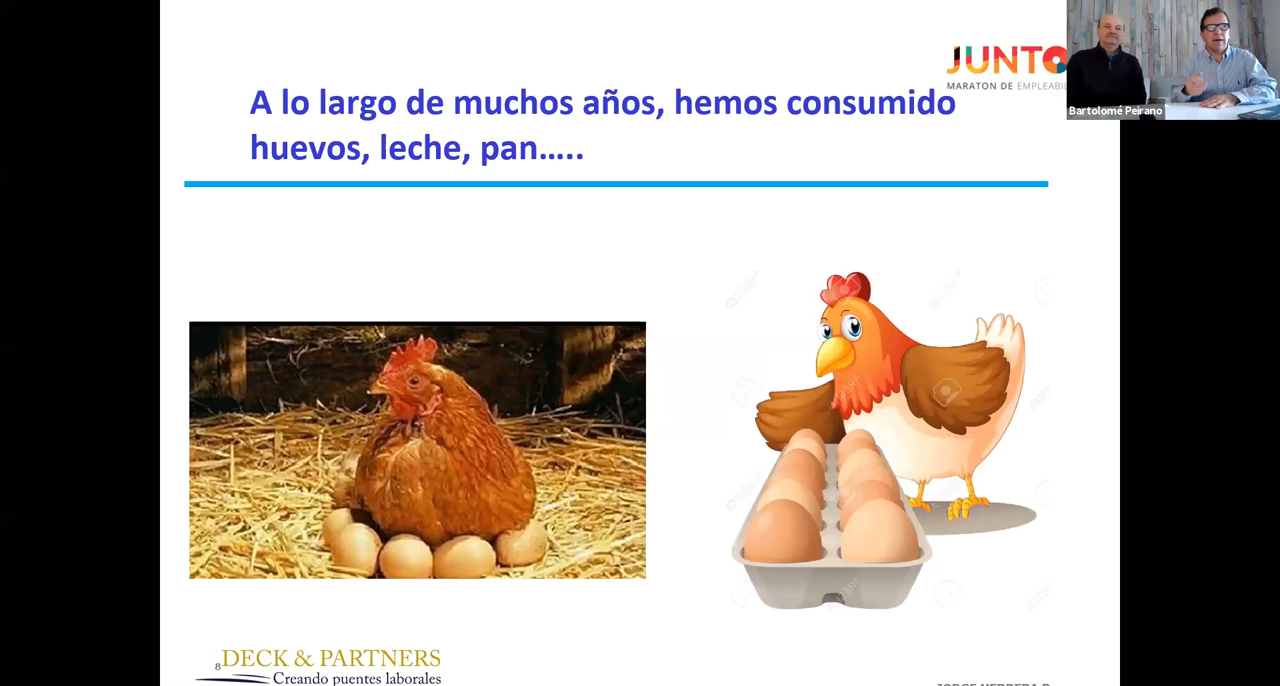 JUNTO
MARATON DE EMPLEABIL
Bartolomé Peirano
A lo largo de muchos años, hemos consumido
huevos, leche, pan…..
8
DECK & PARTNERS
Creando puentes laborales